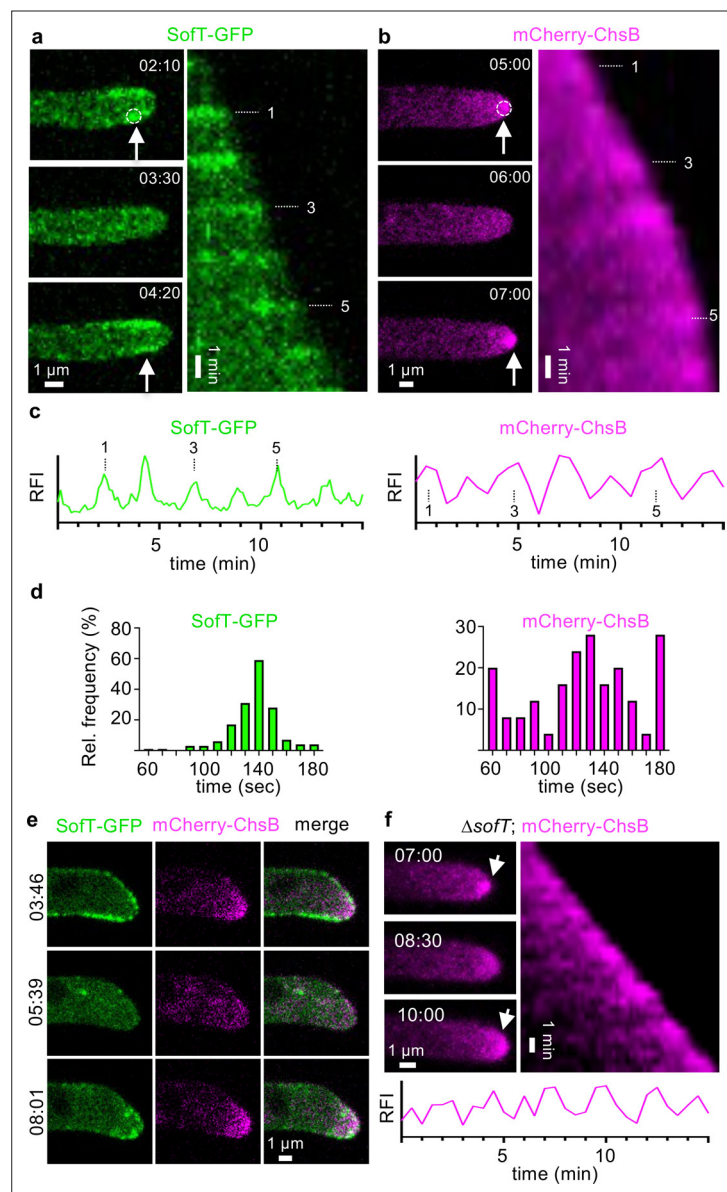 a
SofT-GFP
02:10
03:30
04:20
1 µm
1
3
5
1 min
b
mCherry-ChsB
05:00
06:00
07:00
1 µm
1
3
5
1 min
c
SofT-GFP
RFI
1
3
5
5
10
time (min)
mCherry-ChsB
RFI
1
3
5
5
10
time (min)
d
SofT-GFP
Rel. frequency (%)
80
60
40
20
60
100
140
180
time (sec)
mCherry-ChsB
30
20
10
60
100
140
180
time (sec)
e
SofT-GFP mCherry-ChsB merge
03:46
05:39
08:01
1 µm
f
ΔsofT; mCherry-ChsB
07:00
08:30
10:00
1 µm
1 min
RFI
5
10
time (min)